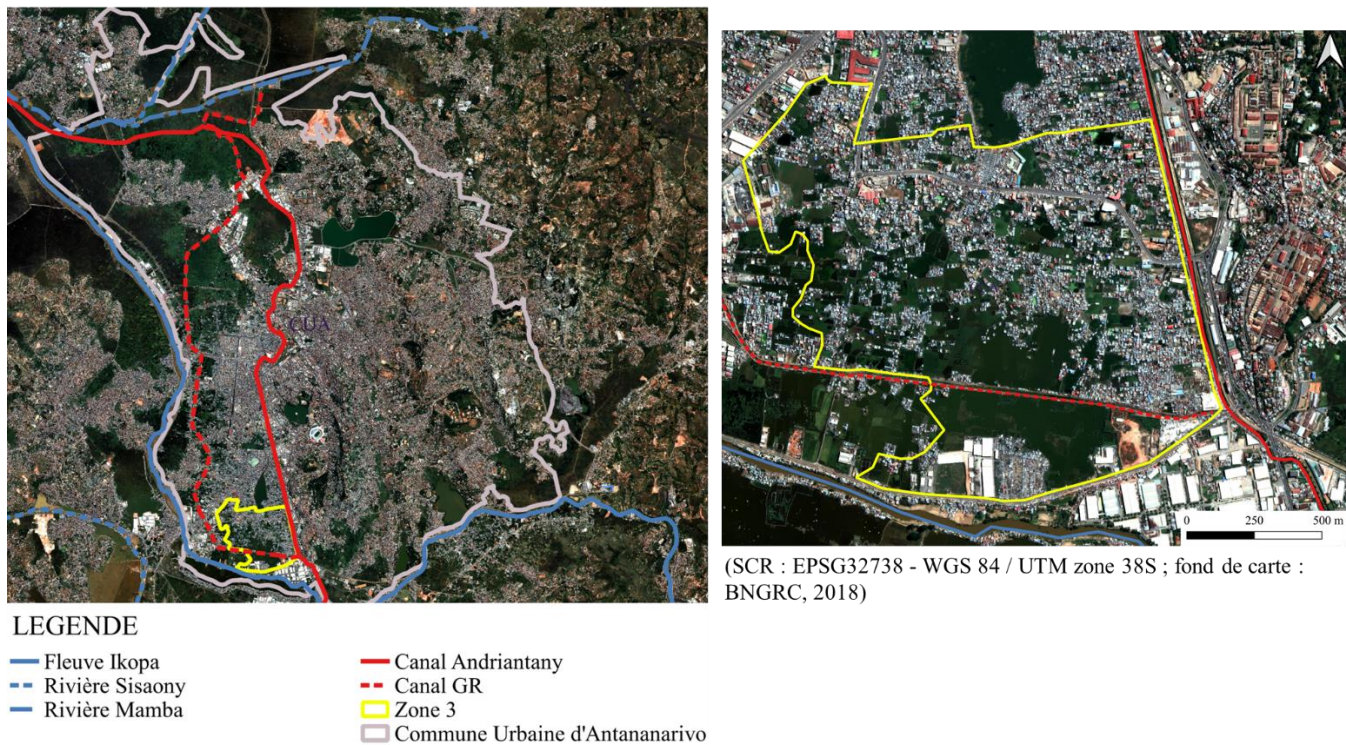 CUA
0 250 500 m
(SCR : EPSG32738 - WGS 84 / UTM zone 38S ; fond de carte :
BNGRC, 2018)
LEGENDE
Fleuve Ikopa
Rivière Sisaony
Rivière Mamba
Canal Andriantany
Canal GR
Zone 3
Commune Urbaine d'Antananarivo